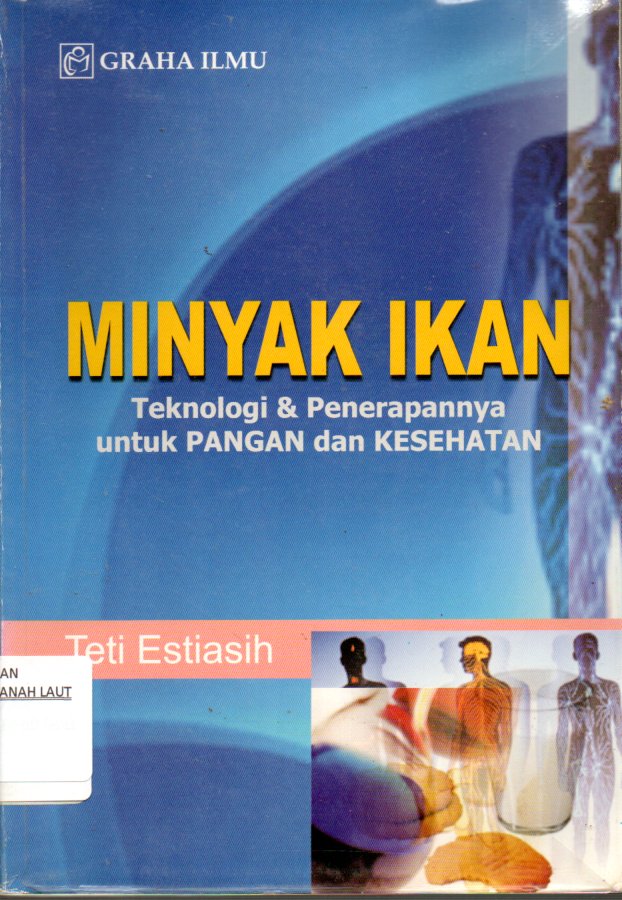 GRAHA ILMU
MINYAK IKAN
Teknologi & Penerapannya
untuk PANGAN dan KESEHATAN
Teti Estiasih
AN
ANAH LAUT